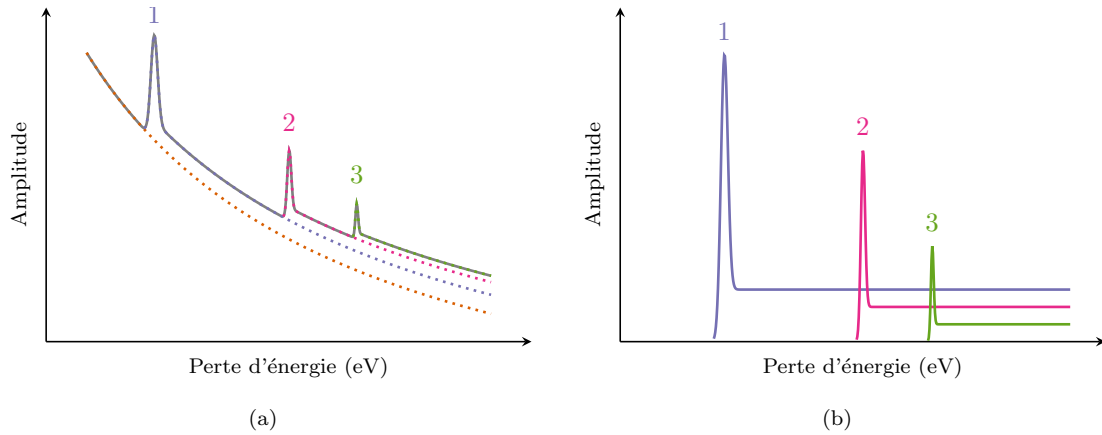 1
2
3
Amplitude
Perte d'énergie (eV)
(a)
1
2
3
Amplitude
Perte d'énergie (eV)
(b)